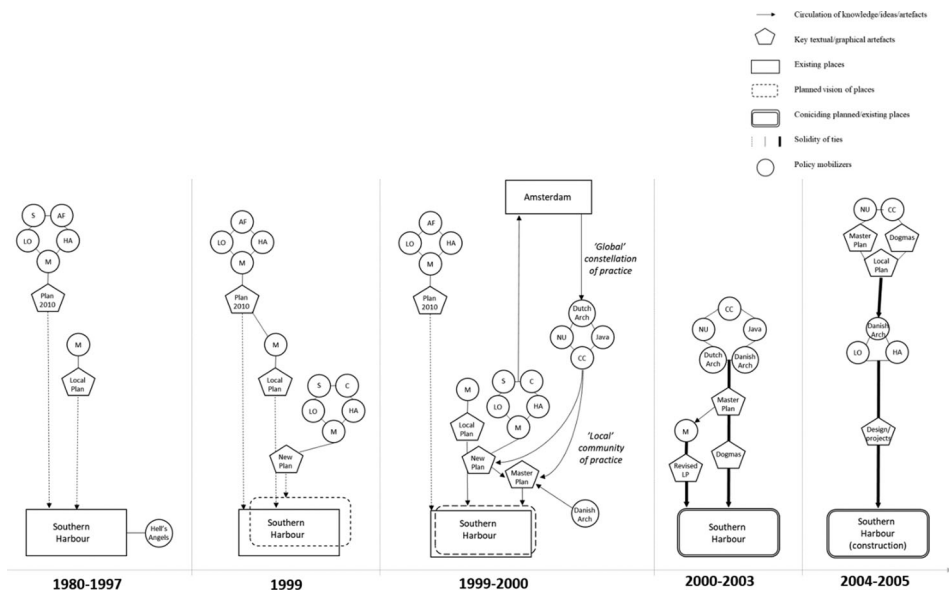 Circulation of knowledge/ideas/artefacts
Key textual/graphical artefacts
Existing places
Planned vision of places
Coniciding planned/existing places
Solidity of ties
Policy mobilizers
S
AF
LO
HA
M
Plan
2010
M
Local
Plan
Southern
Harbour
Hell's
Angels
1980-1997
AF
LO
HA
M
Plan
2010
M
Local
Plan
S
C
LO
HA
M
New
Plan
Southern
Harbour
1999
Amsterdam
'Global'
constellation
of practice
AF
LO
HA
M
Plan
2010
Dutch
Arch
NU
Java
CC
S
C
M
LO
HA
Local
Plan
M
'Local'
community
of practice
New
Plan
Master
Plan
Danish
Arch
Southern
Harbour
1999-2000
CC
NU
Java
Dutch
Arch
Danish
Arch
Master
Plan
M
Revised
LP
Dogmas
Southern
Harbour
2000-2003
NU
CC
Master
Plan
Dogmas
Local
Plan
Danish
Arch
LO
HA
Design/
projects
Southern
Harbour
(construction)
2004-2005